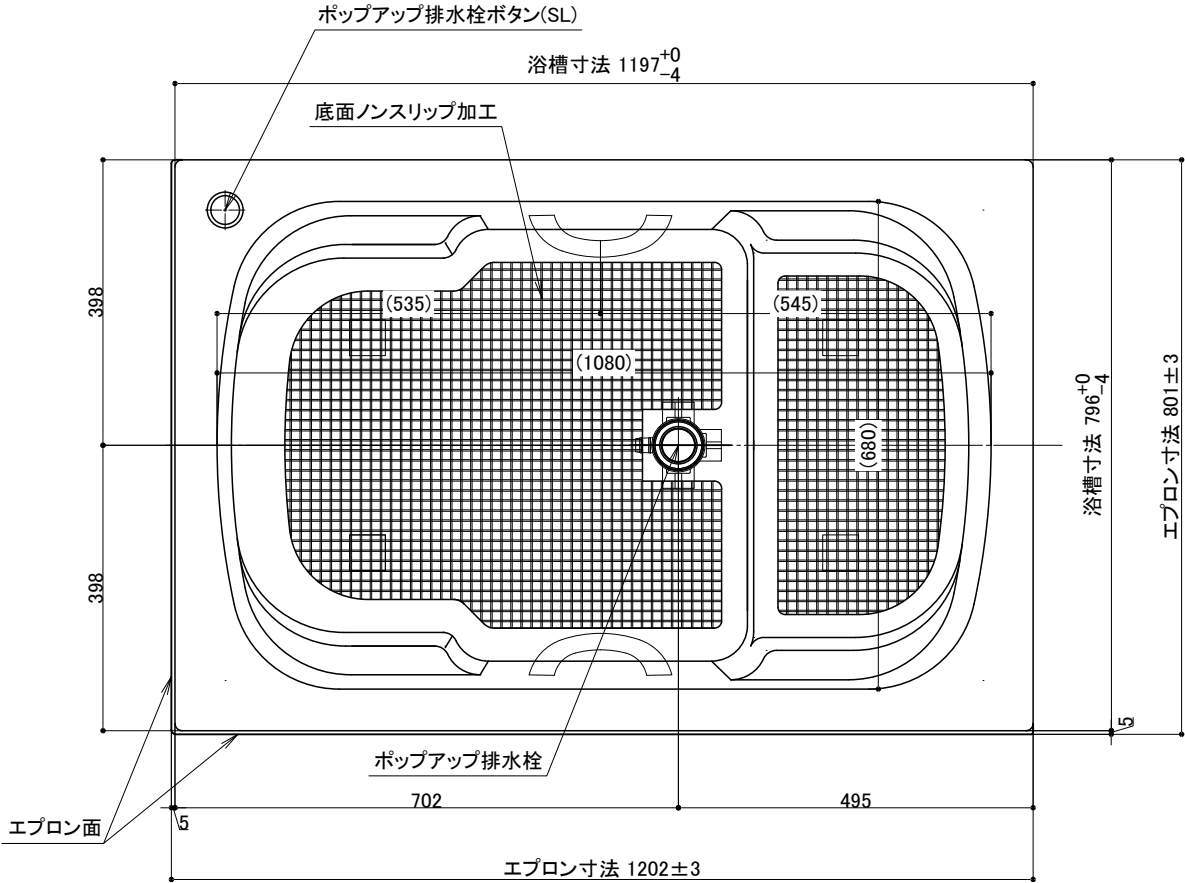 ポップアップ排水栓ボタン(SL)
浴槽寸法 1197 +0 -4
底面ノンスリップ加工
398
(535)
(545)
(1080)
(680)
浴槽寸法 796 +0 -4
エプロン寸法 801±3
398
5
ポップアップ排水栓
702
495
5
エプロン面
エプロン寸法 1202±3